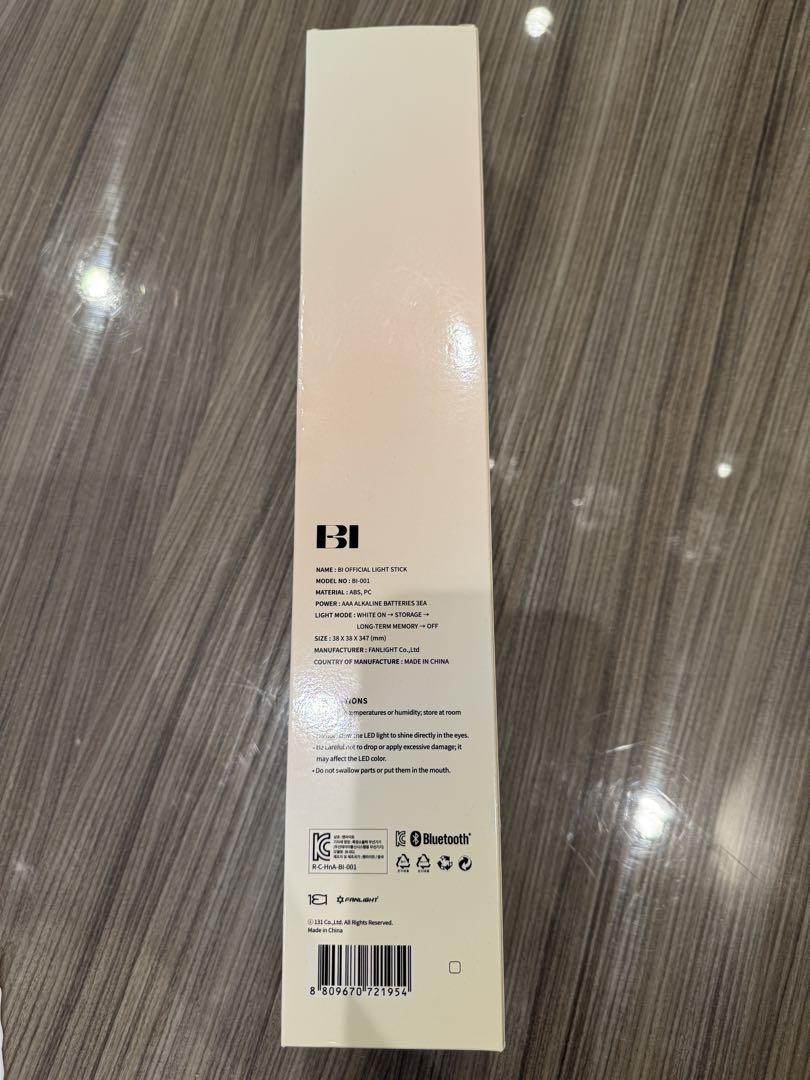 BI
NAME : BI OFFICIAL LIGHT STICK
MODEL NO : BI-001
MATERIAL : ABS, PC
POWER : AAA ALKALINE BATTERIES 3EA
LIGHT MODE : WHITE ON → STORAGE →
LONG-TERM MEMORY → OFF
SIZE : 38 X 38 X 347 (mm)
MANUFACTURER : FANLIGHT Co.,Ltd
COUNTRY OF MANUFACTURE : MADE IN CHINA
temperatures or humidity; store at room
the LED light to shine directly in the eyes.
• Be careful not to drop or apply excessive damage; it
may affect the LED color.
• Do not swallow parts or put them in the mouth.
R-C-HnA-BI-001
Bluetooth®
131
FANLIGHT
ⓒ 131 Co.,Ltd. All Rights Reserved.
Made in China
8 809670 721954